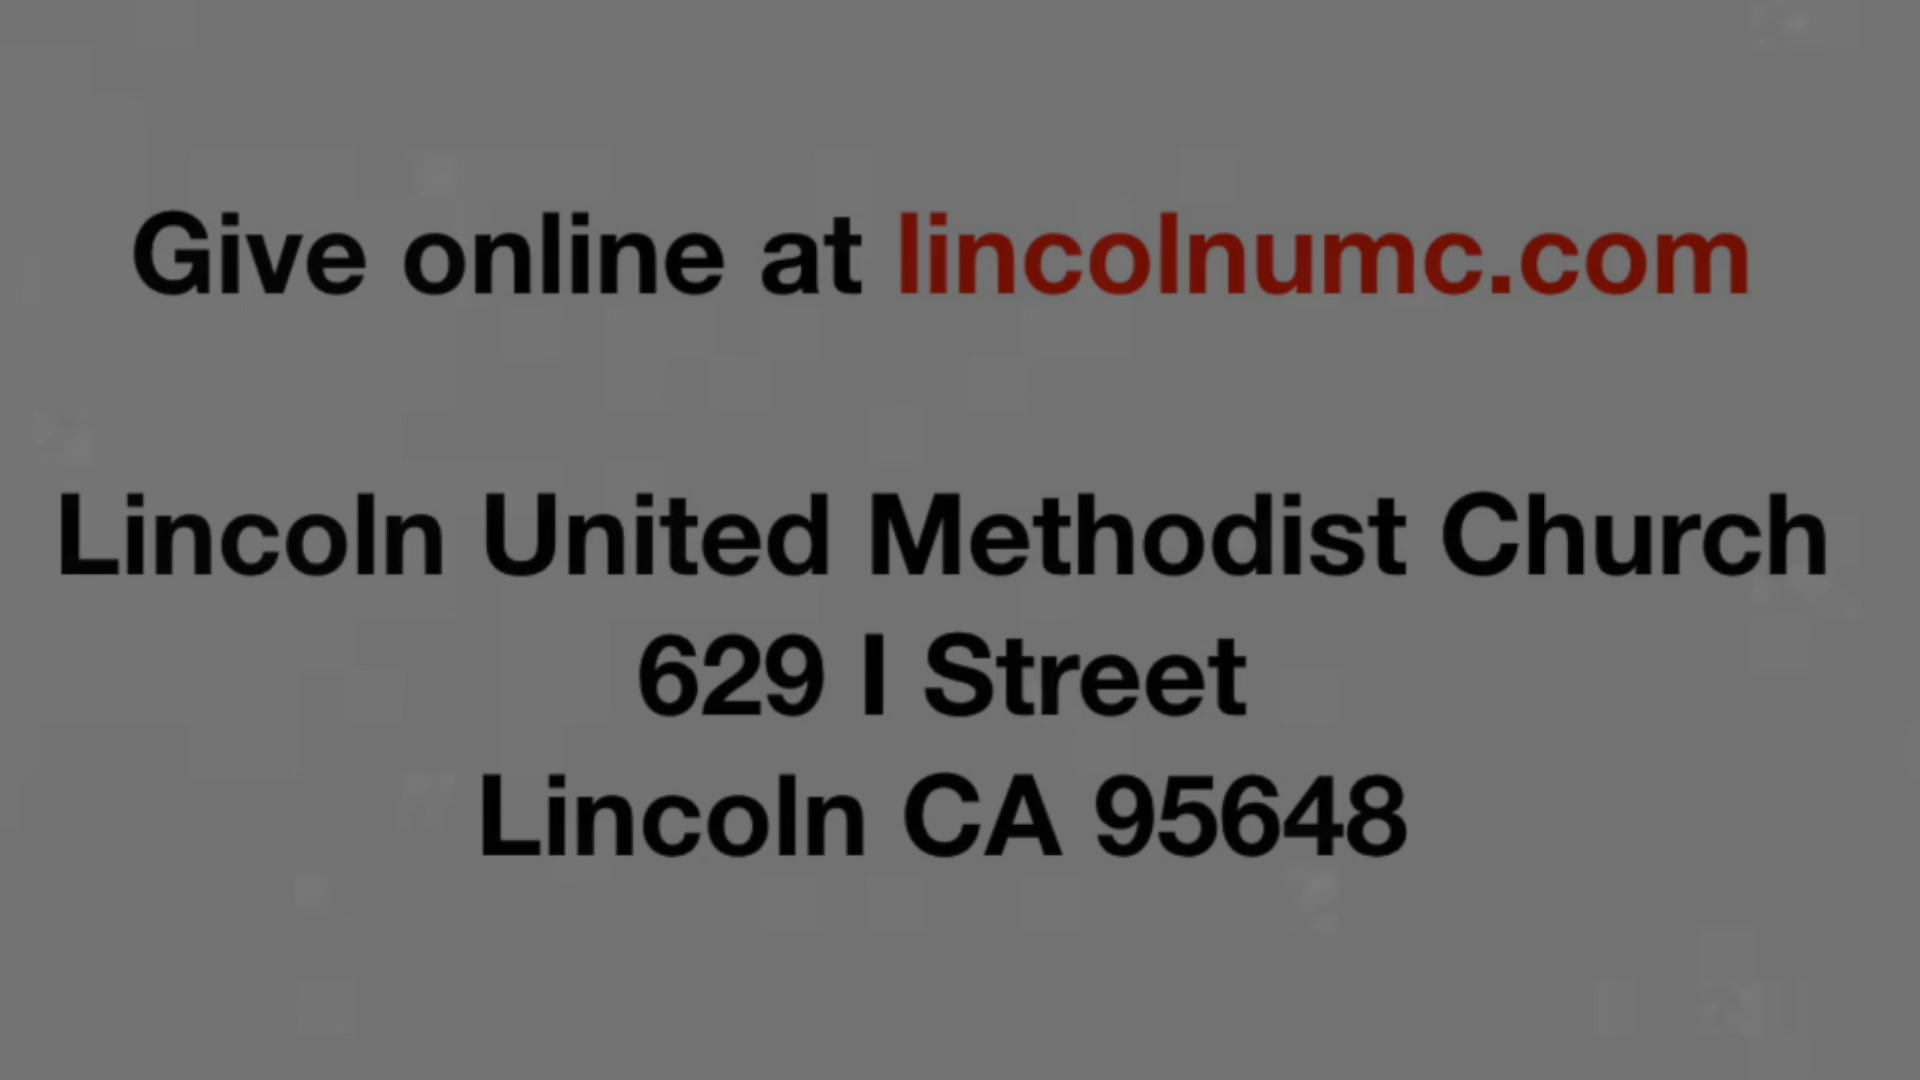 Give online at lincolnumc.com
Lincoln United Methodist Church
629 I Street
Lincoln CA 95648